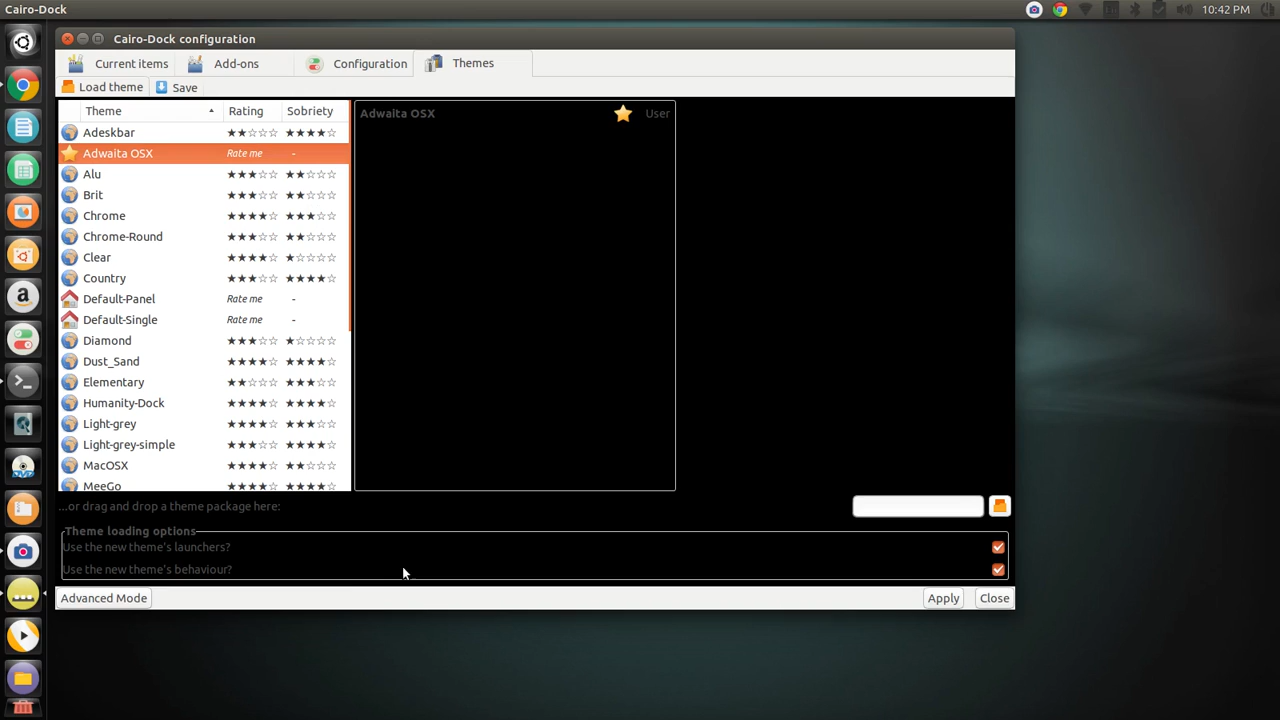 Cairo-Dock
10:42 PM
Cairo-Dock configuration
Current items
Add-ons
Configuration
Themes
Load theme
Save
Theme Rating Sobriety
Adeskbar ★★☆☆☆ ★★★★☆
Adwaita OSX Rate me -
Alu ★★★☆☆ ★★☆☆☆
Brit ★★★☆☆ ★★☆☆☆
Chrome ★★★★☆ ★★★☆☆
Chrome-Round ★★★☆☆ ★★☆☆☆
Clear ★★★★☆ ★☆☆☆☆
Country ★★★☆☆ ★★★★☆
Default-Panel Rate me -
Default-Single Rate me -
Diamond ★★★☆☆ ★☆☆☆☆
Dust_Sand ★★★★☆ ★★★★☆
Elementary ★★☆☆☆ ★★★☆☆
Humanity-Dock ★★★★☆ ★★★★☆
Light-grey ★★★★☆ ★★★☆☆
Light-grey-simple ★★★☆☆ ★★★★☆
MacOSX ★★★★☆ ★★☆☆☆
MeeGo ★★★★☆ ★★★★☆
Adwaita OSX
User
...or drag and drop a theme package here:
Theme loading options
Use the new theme's launchers?
Use the new theme's behaviour?
Advanced Mode
Apply
Close